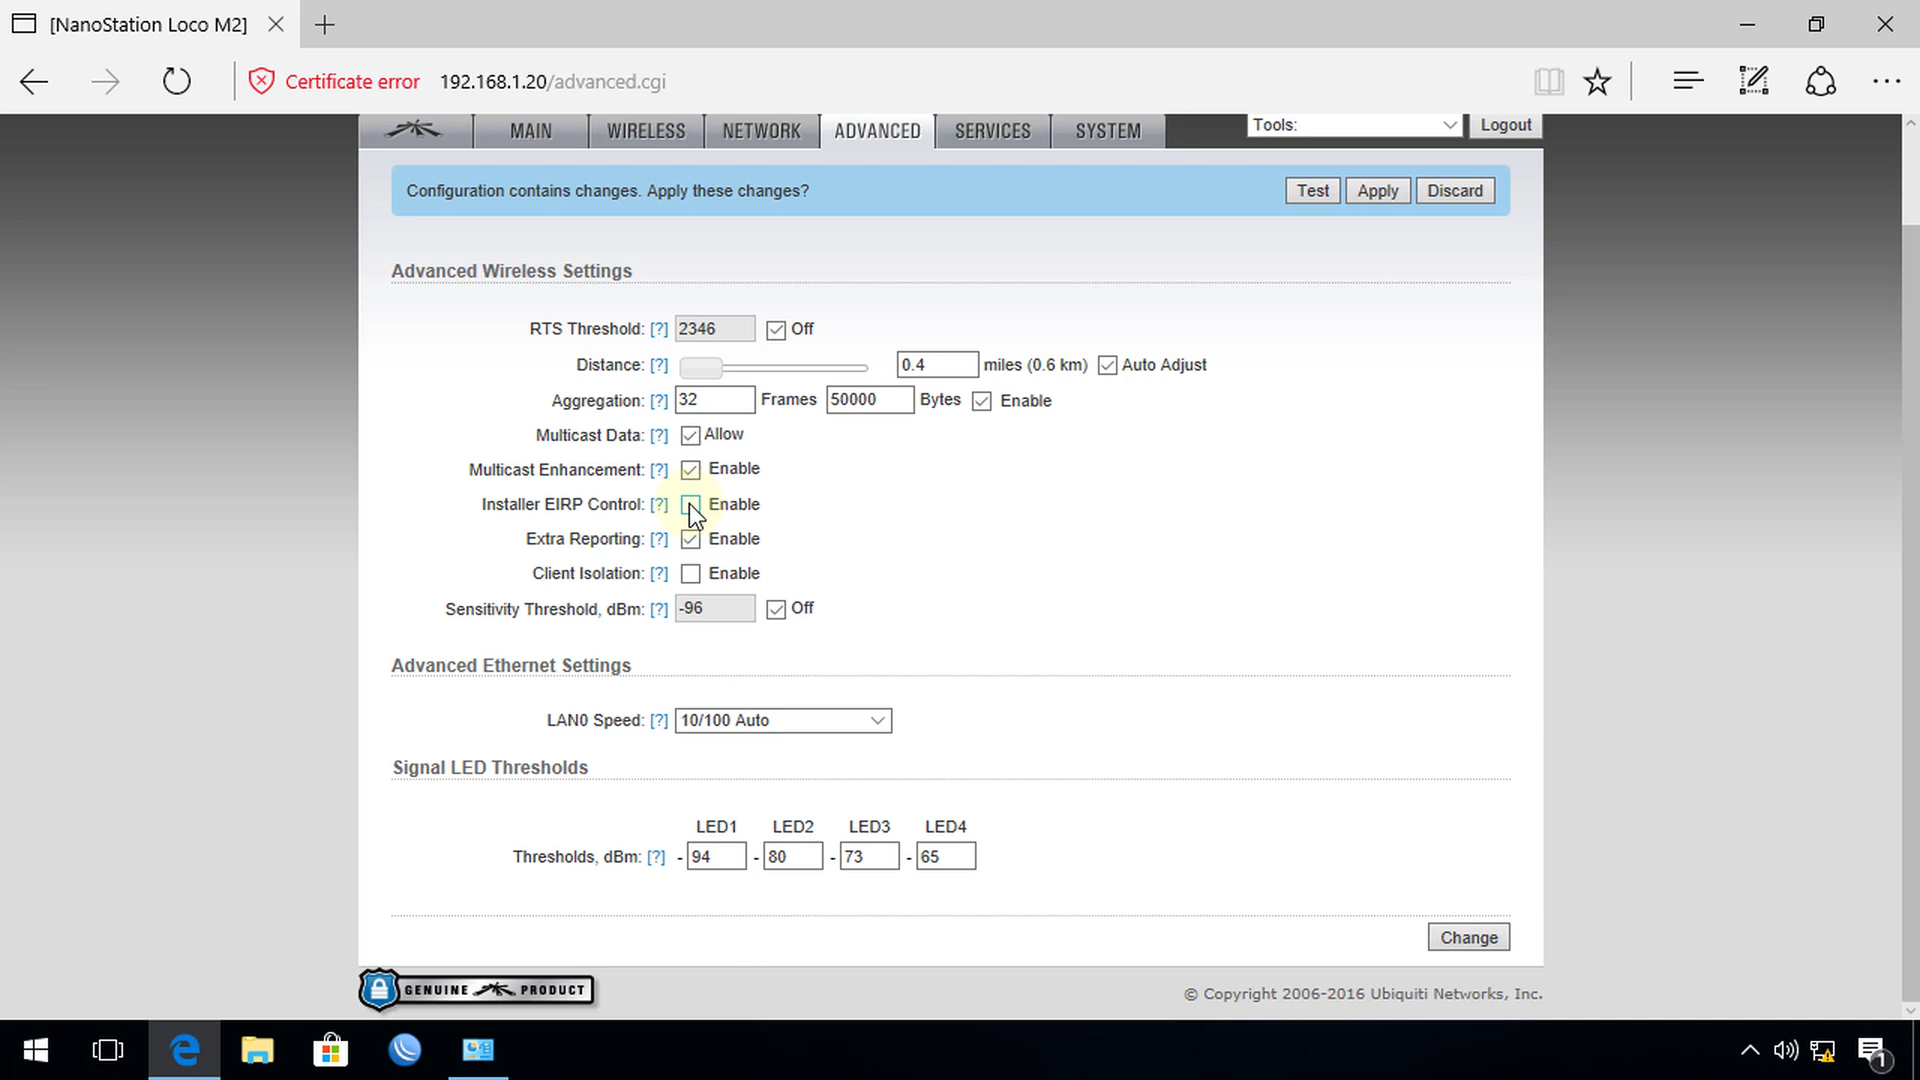 [NanoStation Loco M2]
Certificate error 192.168.1.20/advanced.cgi
MAIN WIRELESS NETWORK ADVANCED SERVICES SYSTEM Tools: Logout
Configuration contains changes. Apply these changes? Test Apply Discard
Advanced Wireless Settings
RTS Threshold: [?] 2346 Off
Distance: [?] 0.4 miles (0.6 km) Auto Adjust
Aggregation: [?] 32 Frames 50000 Bytes Enable
Multicast Data: [?] Allow
Multicast Enhancement: [?] Enable
Installer EIRP Control: [?] Enable
Extra Reporting: [?] Enable
Client Isolation: [?] Enable
Sensitivity Threshold, dBm: [?] -96 Off
Advanced Ethernet Settings
LAN0 Speed: [?] 10/100 Auto
Signal LED Thresholds
LED1 LED2 LED3 LED4
Thresholds, dBm: [?] - 94 - 80 - 73 - 65
Change
GENUINE PRODUCT
© Copyright 2006-2016 Ubiquiti Networks, Inc.
1